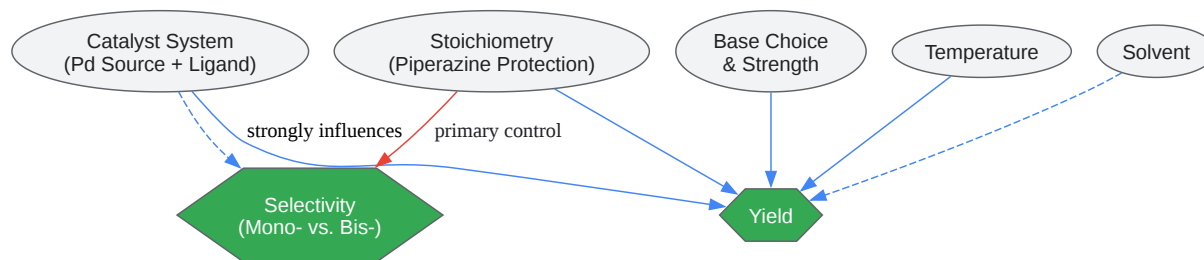 Catalyst System
(Pd Source + Ligand)
Stoichiometry
(Piperazine Protection)
Base Choice
& Strength
Temperature
Solvent
strongly influences
primary control
Selectivity
(Mono- vs. Bis-)
Yield